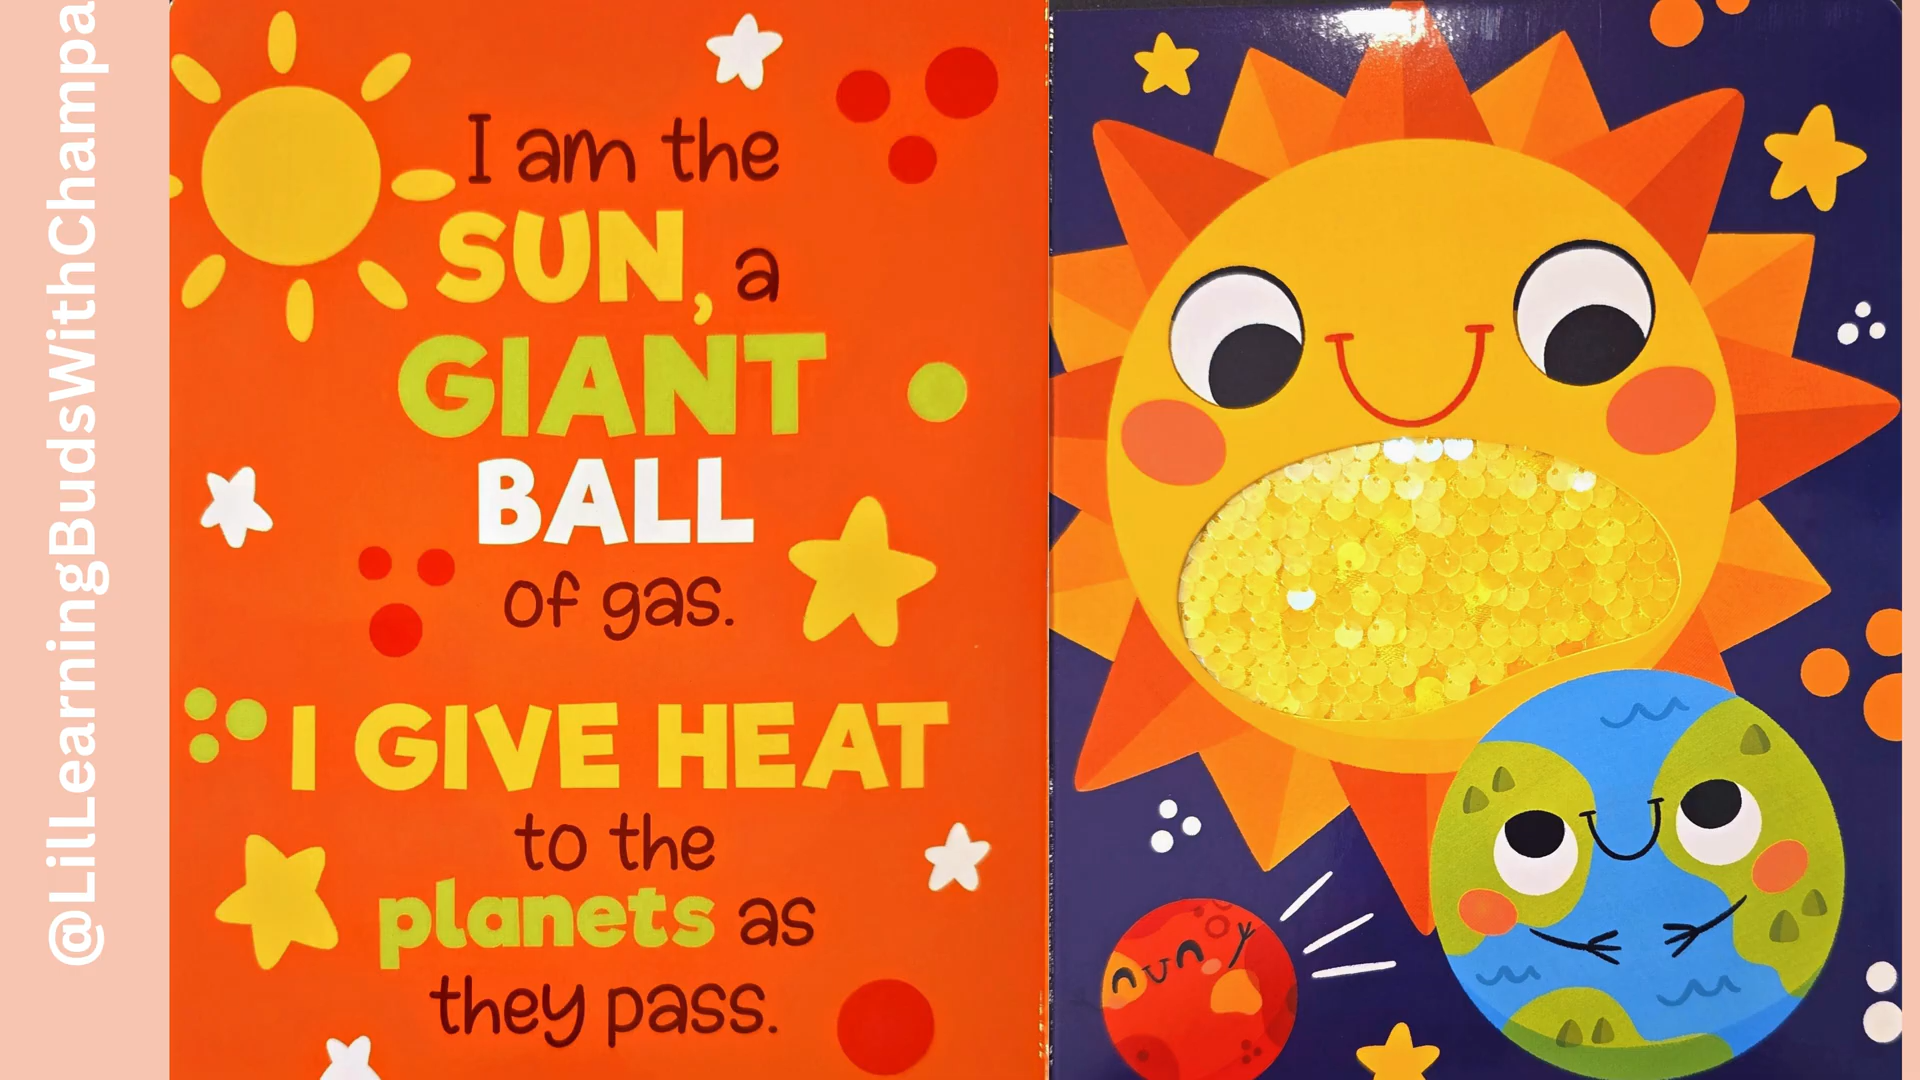 @LilLearningBudsWithChampa
I am the
SUN, a
GIANT
BALL
of gas.
I GIVE HEAT
to the
planets as
they pass.